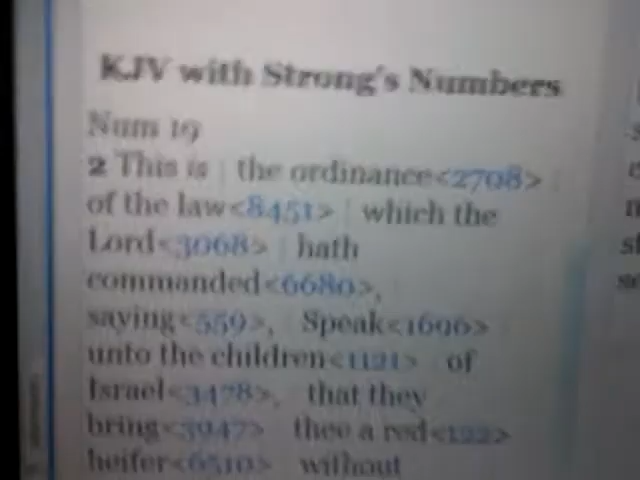 KJV with Strong's Numbers
Num 19
2 This is the ordinance<2708>
of the law<8451> which the
Lord<3068> hath
commanded<6680>,
saying<559>, Speak<1696>
unto the children<1121> of
Israel<3478>, that they
bring<3947> thee a red<122>
heifer<6510> without